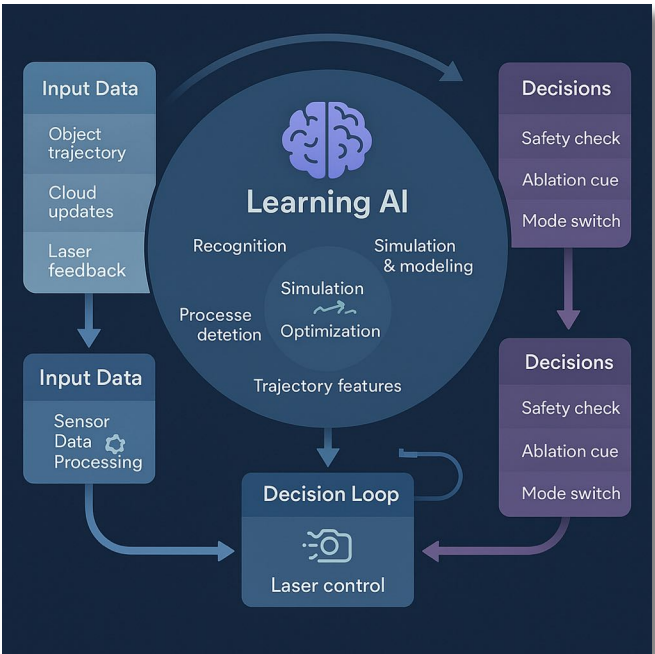 Input Data
Object
trajectory
Cloud
updates
Laser
feedback
Input Data
Sensor
Data
Processing
Learning AI
Recognition
Simulation
& modeling
Simulation
Optimization
Processe
detetion
Trajectory features
Decision Loop
Laser control
Decisions
Safety check
Ablation cue
Mode switch
Decisions
Safety check
Ablation cue
Mode switch